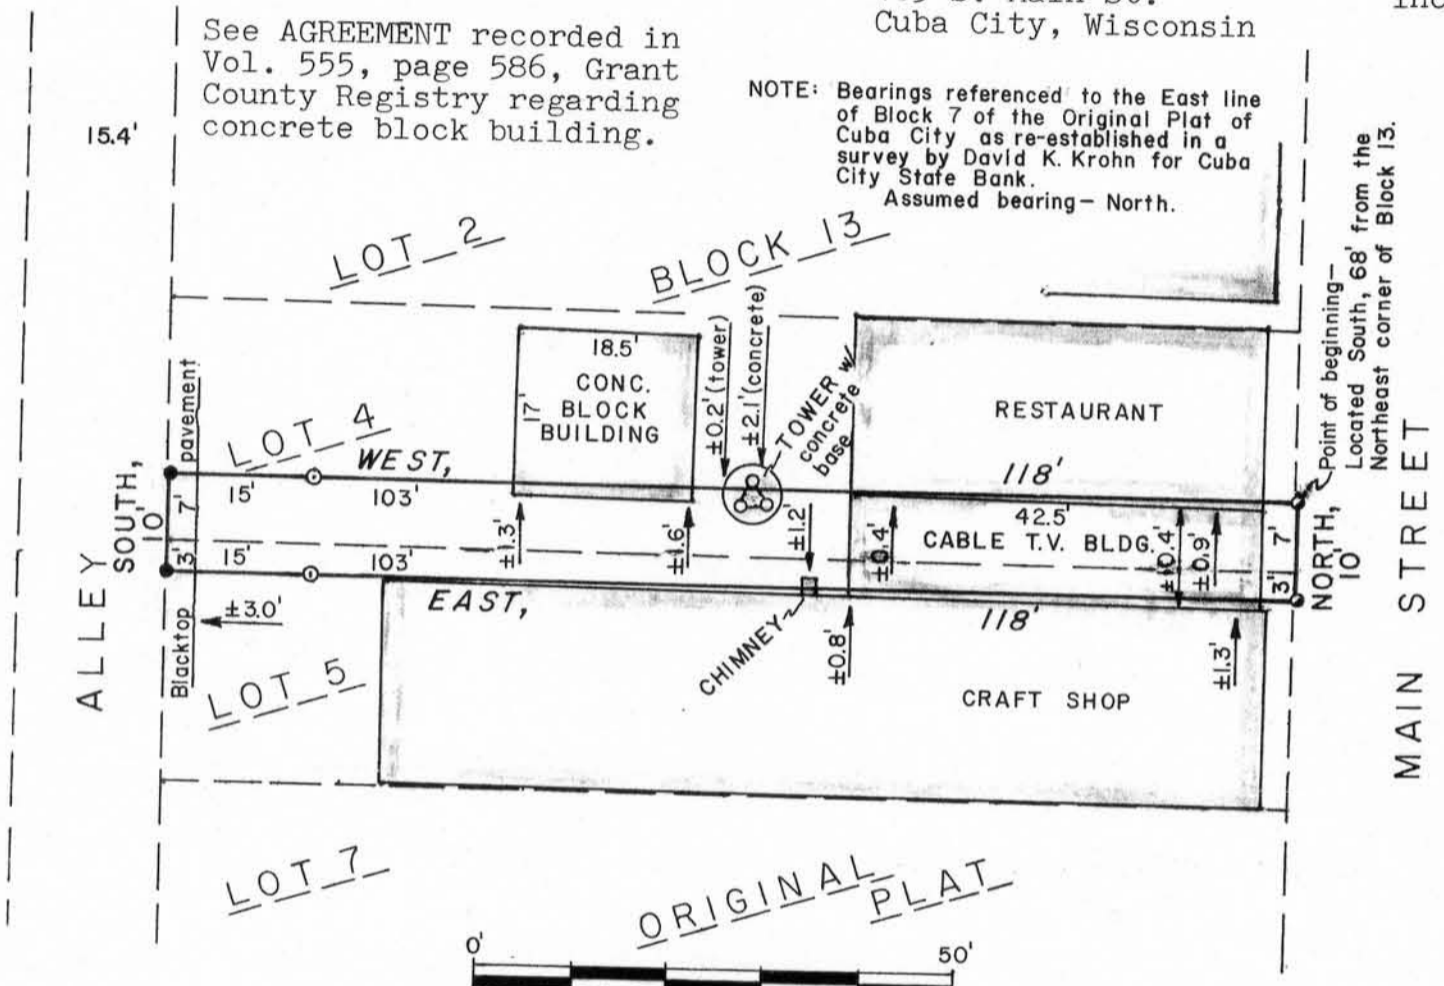 Cuba City, Wisconsin
See AGREEMENT recorded in
Vol. 555, page 586, Grant
County Registry regarding
concrete block building.
NOTE: Bearings referenced to the East line
of Block 7 of the Original Plat of
Cuba City as re-established in a
survey by David K. Krohn for Cuba
City State Bank.
Assumed bearing — North.
15.4'
LOT 2
BLOCK 13
Point of beginning—
Located South, 68' from the
Northeast corner of Block 13.
18.5'
17'
CONC.
BLOCK
BUILDING
±0.2' (tower)
±2.1' (concrete)
TOWER w/
concrete
base
RESTAURANT
pavement
LOT 4
WEST,
118'
15'
103'
SOUTH,
10'
7'
3'
±1.3'
±1.6'
±1.2'
±0.4'
42.5'
CABLE T.V. BLDG.
±0.4'
±0.9'
7'
3"
NORTH,
10'
15'
103'
EAST,
118'
ALLEY
Blacktop
±3.0'
CHIMNEY
±0.8'
±1.3'
LOT 5
CRAFT SHOP
MAIN STREET
LOT 7
ORIGINAL
PLAT
0'
50'